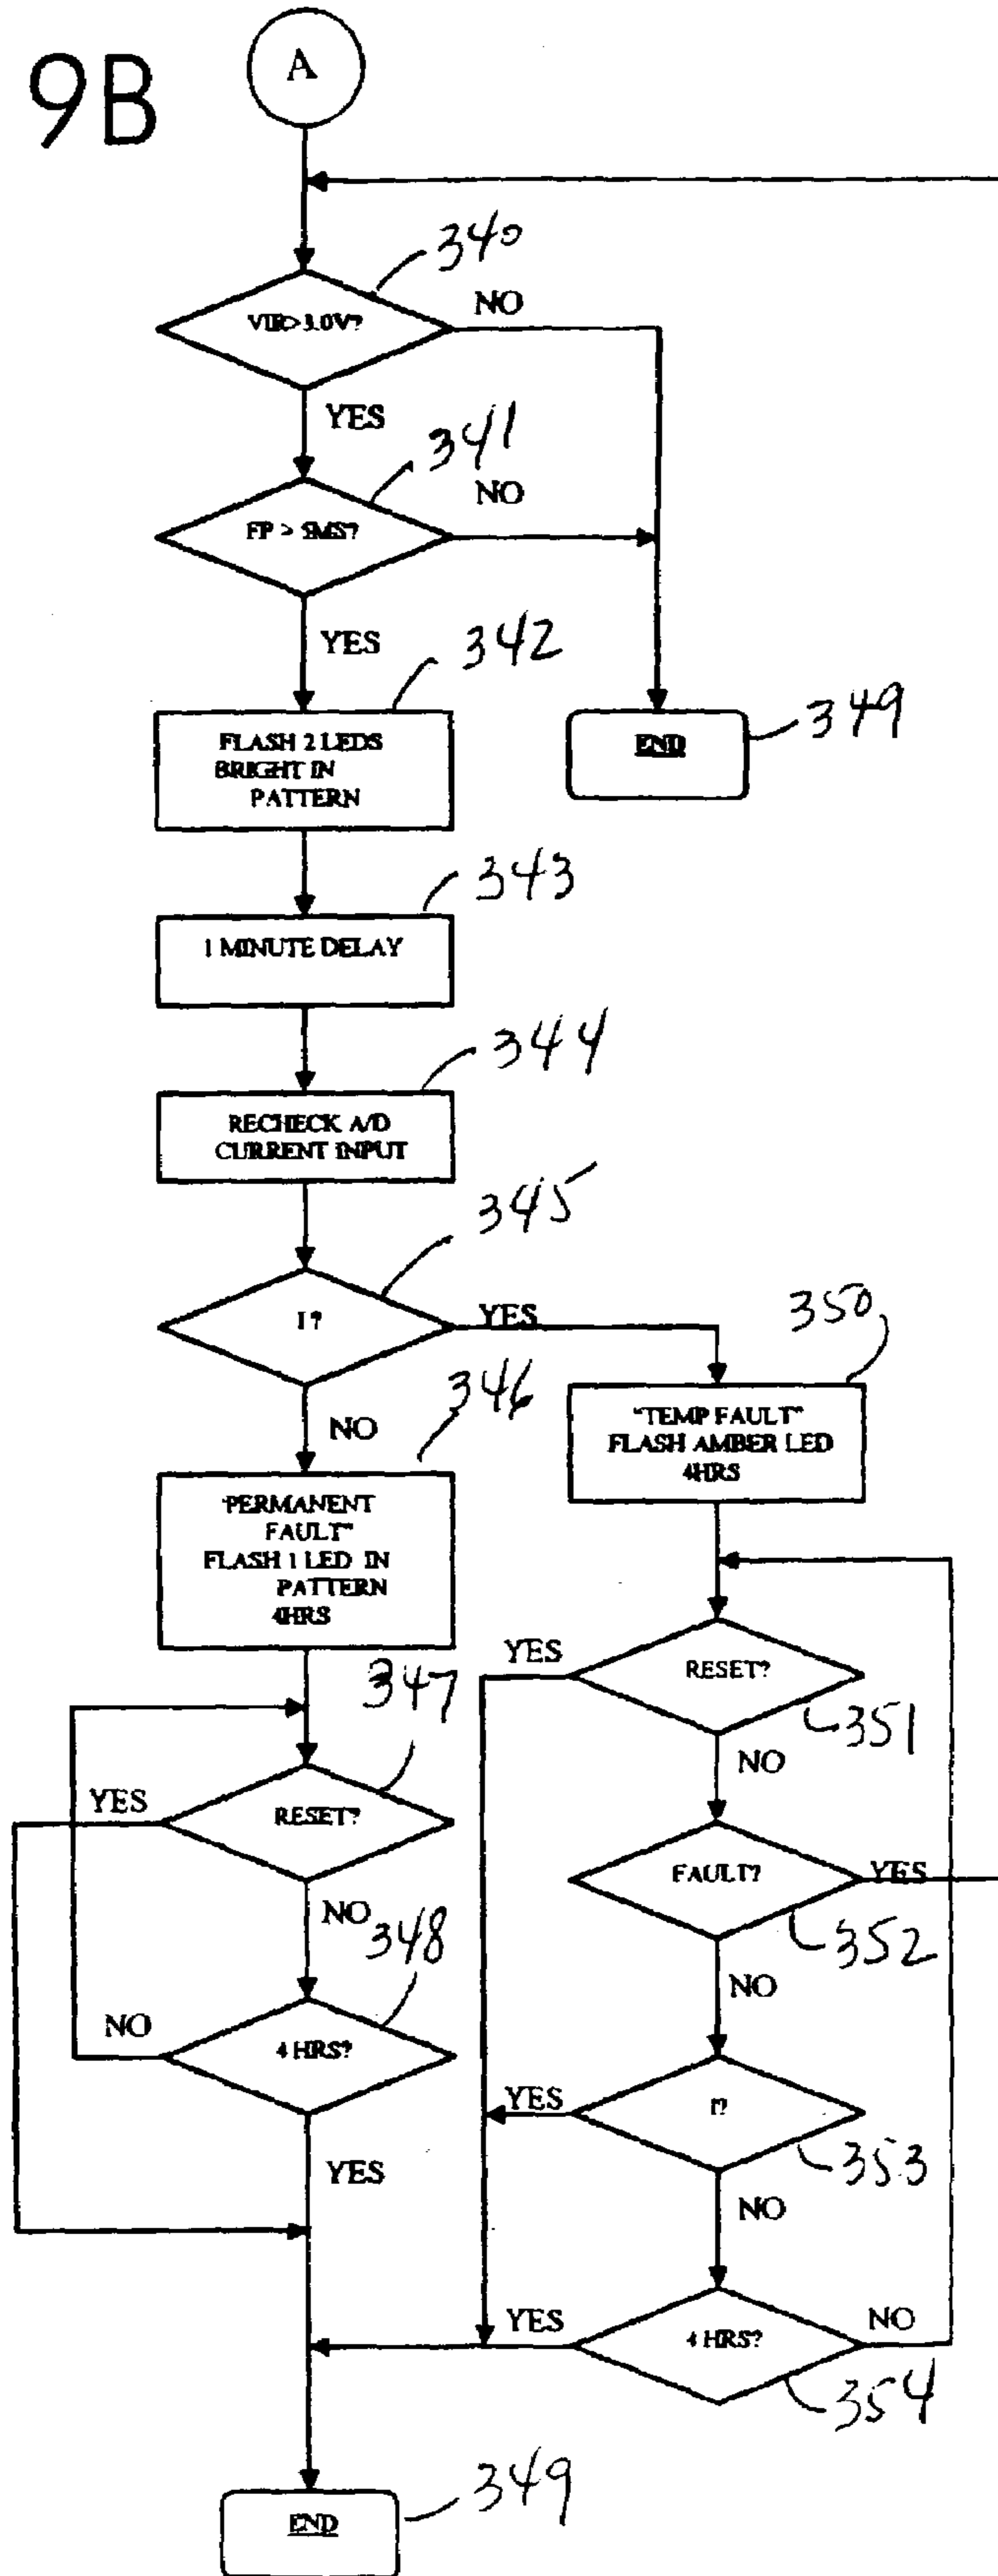 9B
A
340
VIR>3.0V?
NO
YES
341
FP > 5MS?
NO
YES
342
FLASH 2 LEDS
BRIGHT IN
PATTERN
END
349
343
1 MINUTE DELAY
344
RECHECK A/D
CURRENT INPUT
345
I?
YES
NO
346
350
"TEMP FAULT"
FLASH AMBER LED
4HRS
"PERMANENT
FAULT"
FLASH 1 LED IN
PATTERN
4HRS
347
YES
RESET?
351
NO
YES
RESET?
NO
348
FAULT?
YES
352
NO
NO
4 HRS?
YES
YES
I?
353
NO
YES
4 HRS?
NO
354
349
END